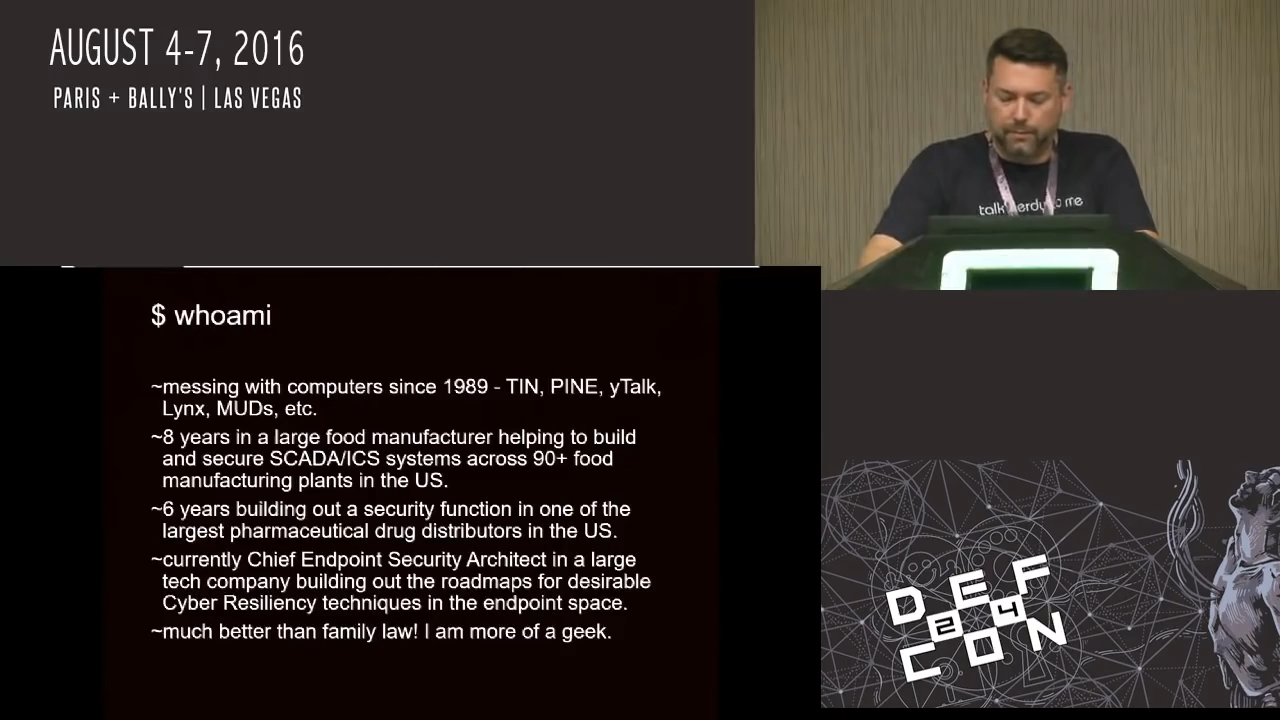 AUGUST 4-7, 2016
PARIS + BALLY'S | LAS VEGAS
talk nerdy to me
$ whoami
~messing with computers since 1989 - TIN, PINE, yTalk,
Lynx, MUDs, etc.
~8 years in a large food manufacturer helping to build
and secure SCADA/ICS systems across 90+ food
manufacturing plants in the US.
~6 years building out a security function in one of the
largest pharmaceutical drug distributors in the US.
~currently Chief Endpoint Security Architect in a large
tech company building out the roadmaps for desirable
Cyber Resiliency techniques in the endpoint space.
~much better than family law! I am more of a geek.
DEF
24
CON